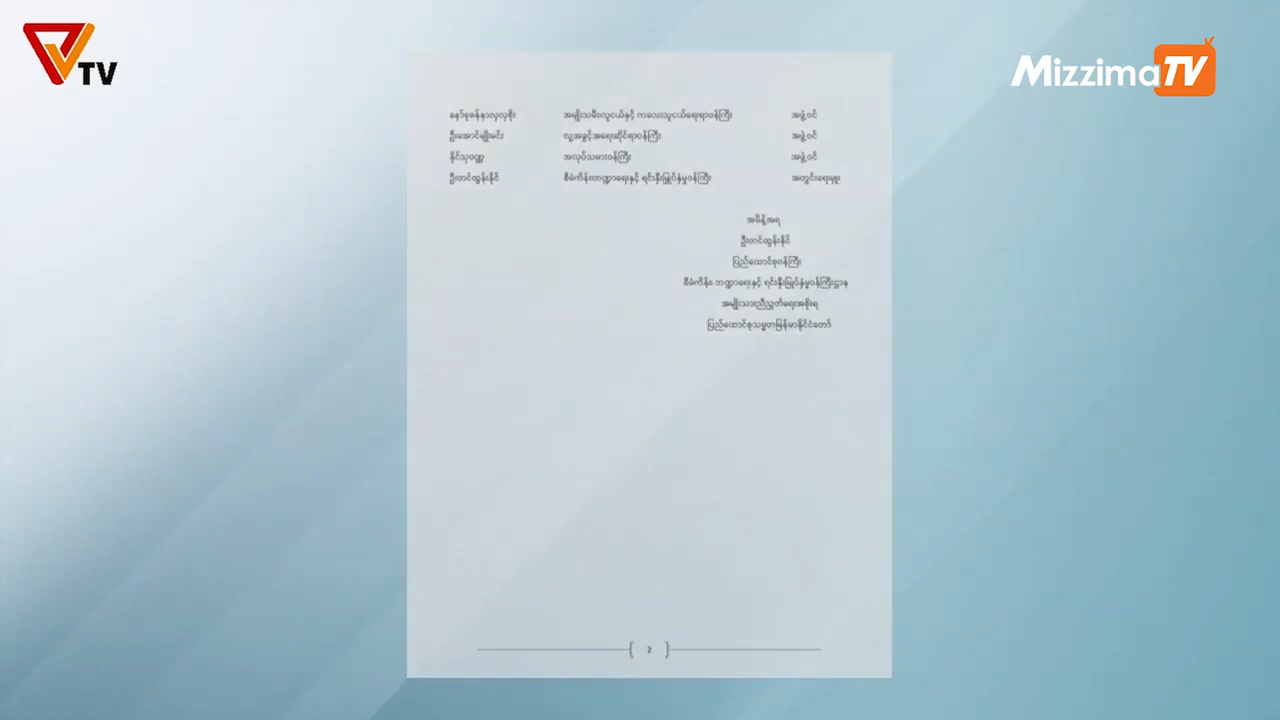 TV
Mizzima TV
နော်စုစန်နာလှလှစိုး အမျိုးသမီး၊လူငယ်နှင့် ကလေးသူငယ်ရေးရာဝန်ကြီး အဖွဲ့ဝင်
ဦးအောင်မျိုးမင်း လူ့အခွင့်အရေးဆိုင်ရာဝန်ကြီး အဖွဲ့ဝင်
နိုင်သုဝဏ္ဏ အလုပ်သမားဝန်ကြီး အဖွဲ့ဝင်
ဦးတင်ထွန်းနိုင် စီမံကိန်း၊ဘဏ္ဍာရေးနှင့် ရင်းနှီးမြှုပ်နှံမှုဝန်ကြီး အတွင်းရေးမှူး
အမိန့်အရ
ဦးတင်ထွန်းနိုင်
ပြည်ထောင်စုဝန်ကြီး
စီမံကိန်း၊ ဘဏ္ဍာရေးနှင့် ရင်းနှီးမြှုပ်နှံမှုဝန်ကြီးဌာန
အမျိုးသားညီညွတ်ရေးအစိုးရ
ပြည်ထောင်စုသမ္မတမြန်မာနိုင်ငံတော်
2